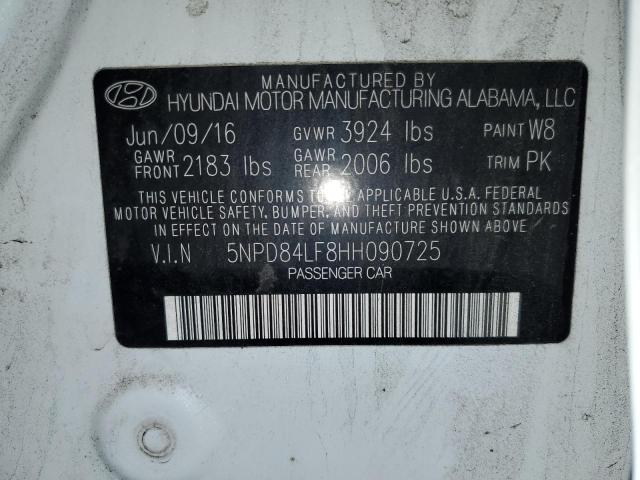 MANUFACTURED BY
HYUNDAI MOTOR MANUFACTURING ALABAMA, LLC
Jun/09/16 GVWR 3924 lbs PAINT W8
GAWR FRONT 2183 lbs GAWR REAR 2006 lbs TRIM PK
THIS VEHICLE CONFORMS TO ALL APPLICABLE U.S.A. FEDERAL
MOTOR VEHICLE SAFETY, BUMPER, AND THEFT PREVENTION
STANDARDS IN EFFECT ON THE DATE OF MANUFACTURE SHOWN ABOVE.
V.I.N 5NPD84LF8HH090725
PASSENGER CAR